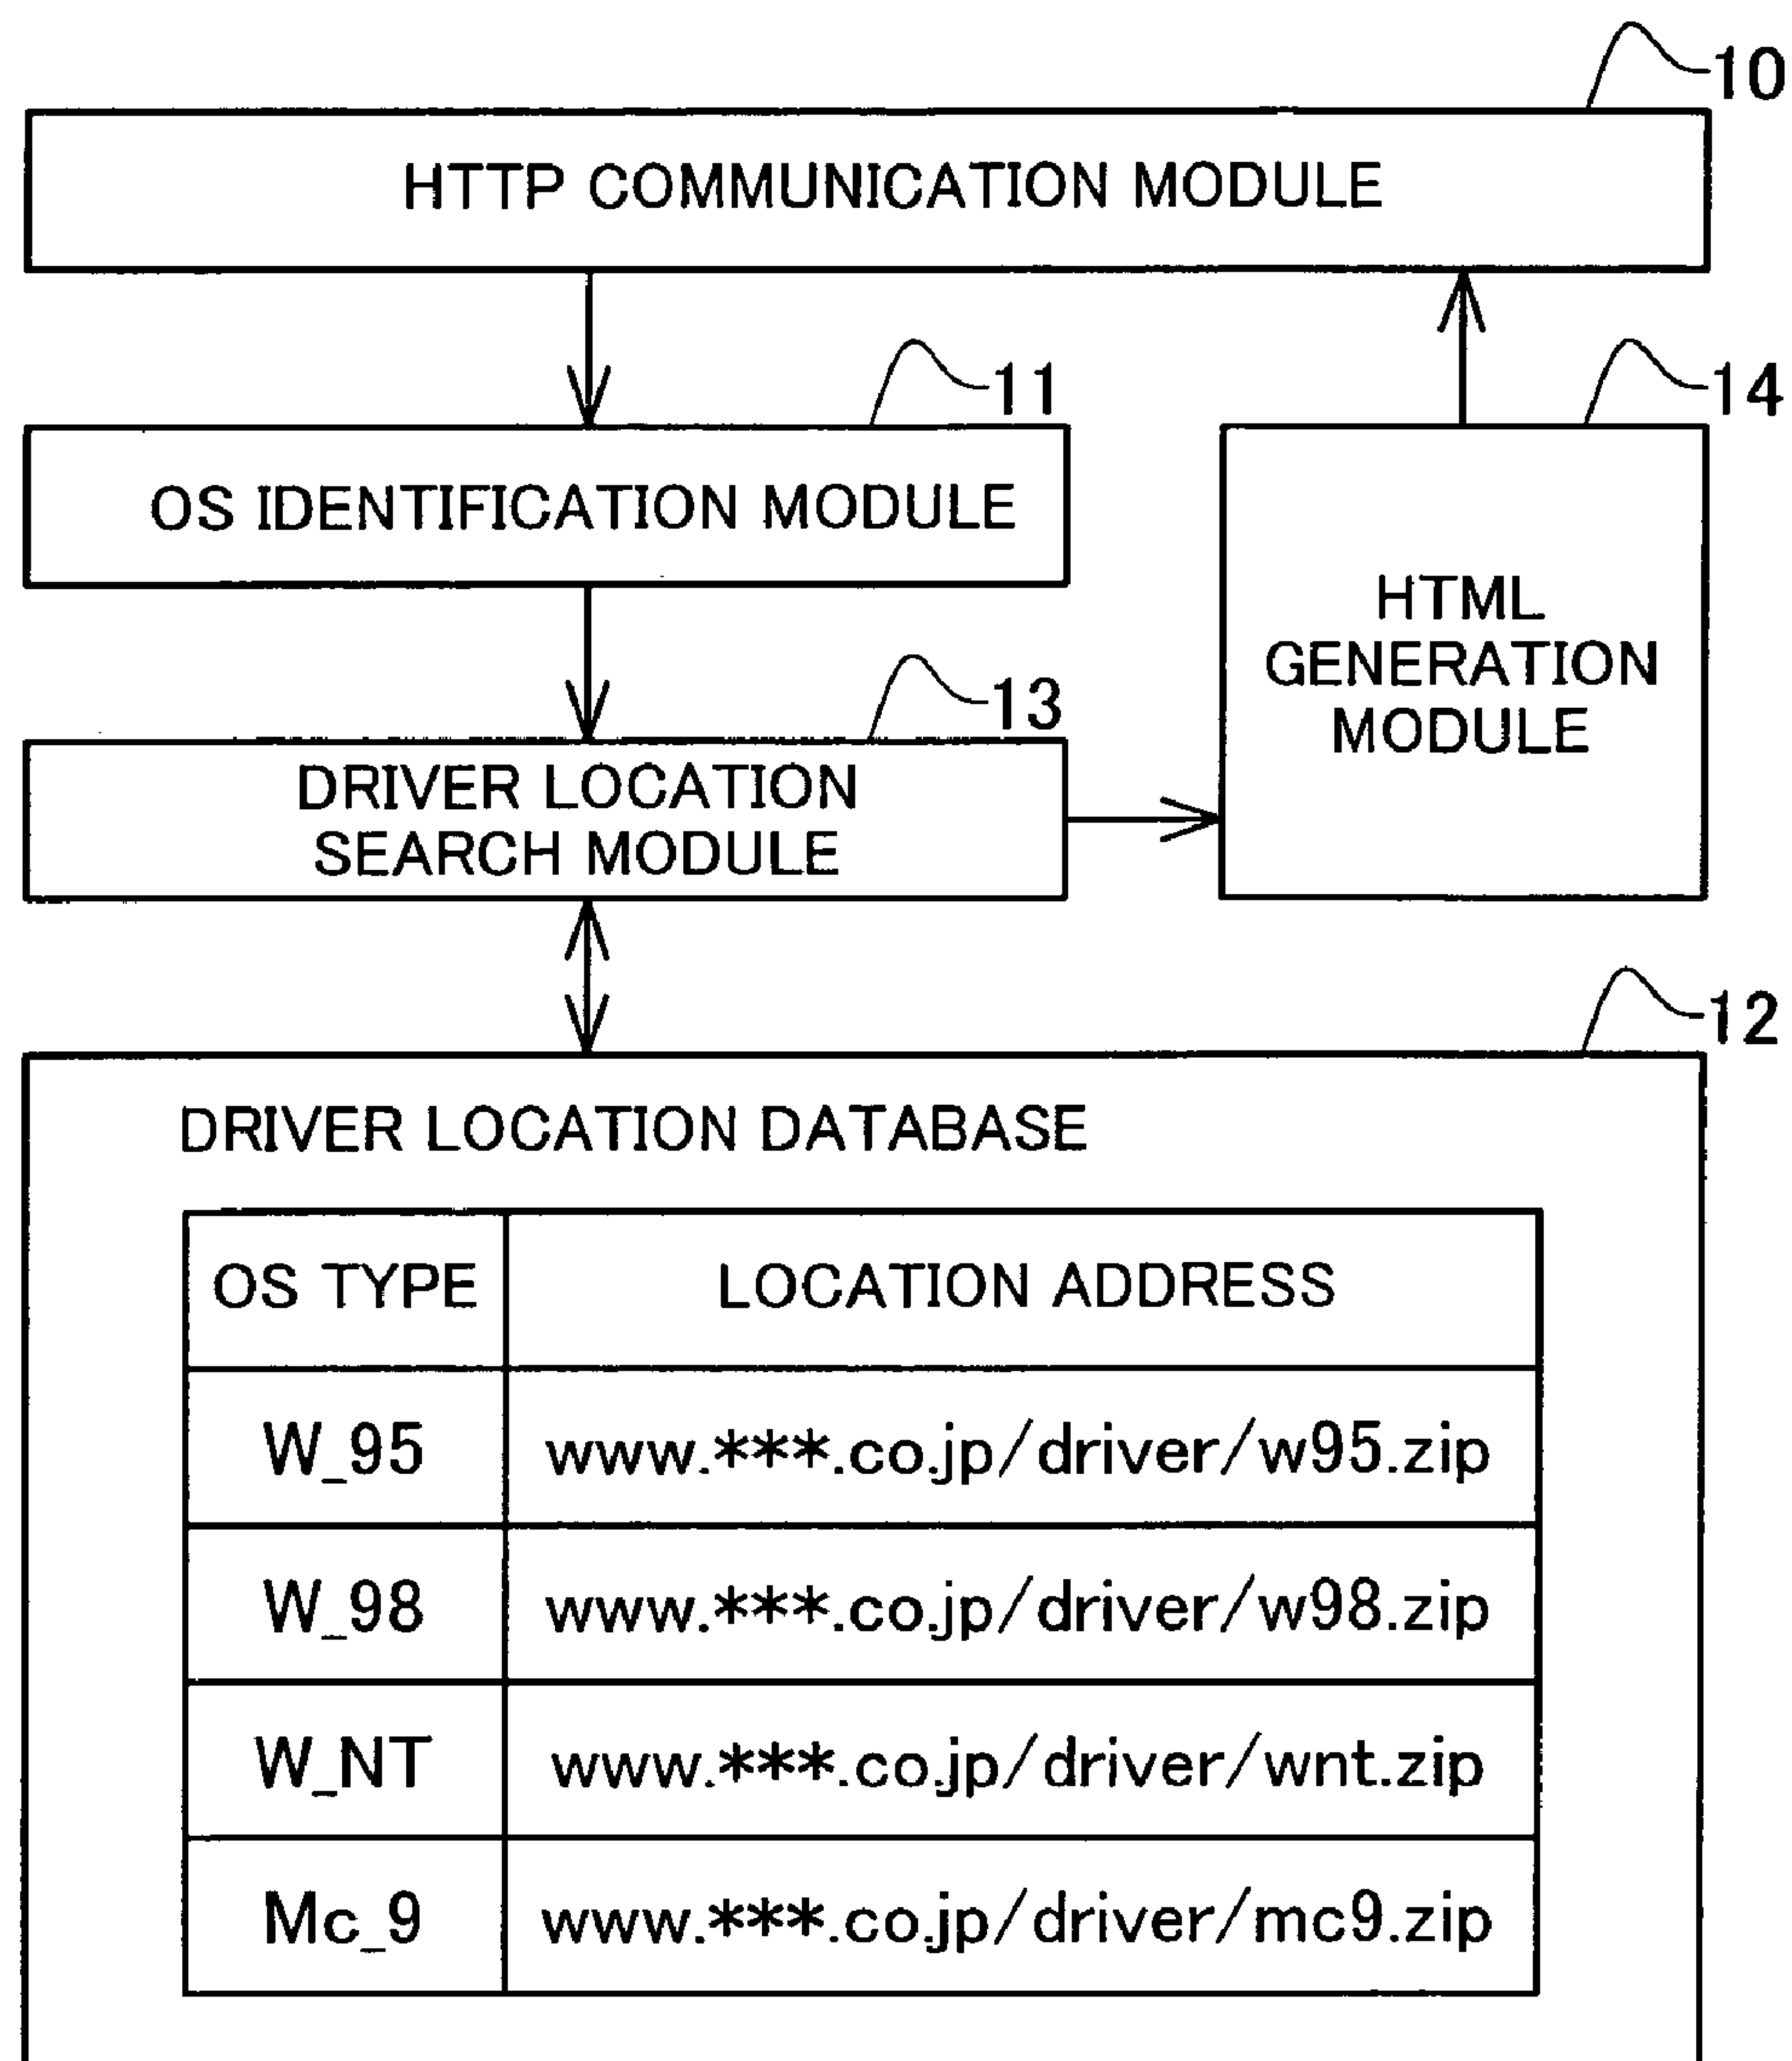 10
HTTP COMMUNICATION MODULE
11
14
OS IDENTIFICATION MODULE
HTML
GENERATION
MODULE
13
DRIVER LOCATION
SEARCH MODULE
12
DRIVER LOCATION DATABASE
OS TYPE LOCATION ADDRESS
W_95 www.***.co.jp/driver/w95.zip
W_98 www.***.co.jp/driver/w98.zip
W_NT www.***.co.jp/driver/wnt.zip
Mc_9 www.***.co.jp/driver/mc9.zip